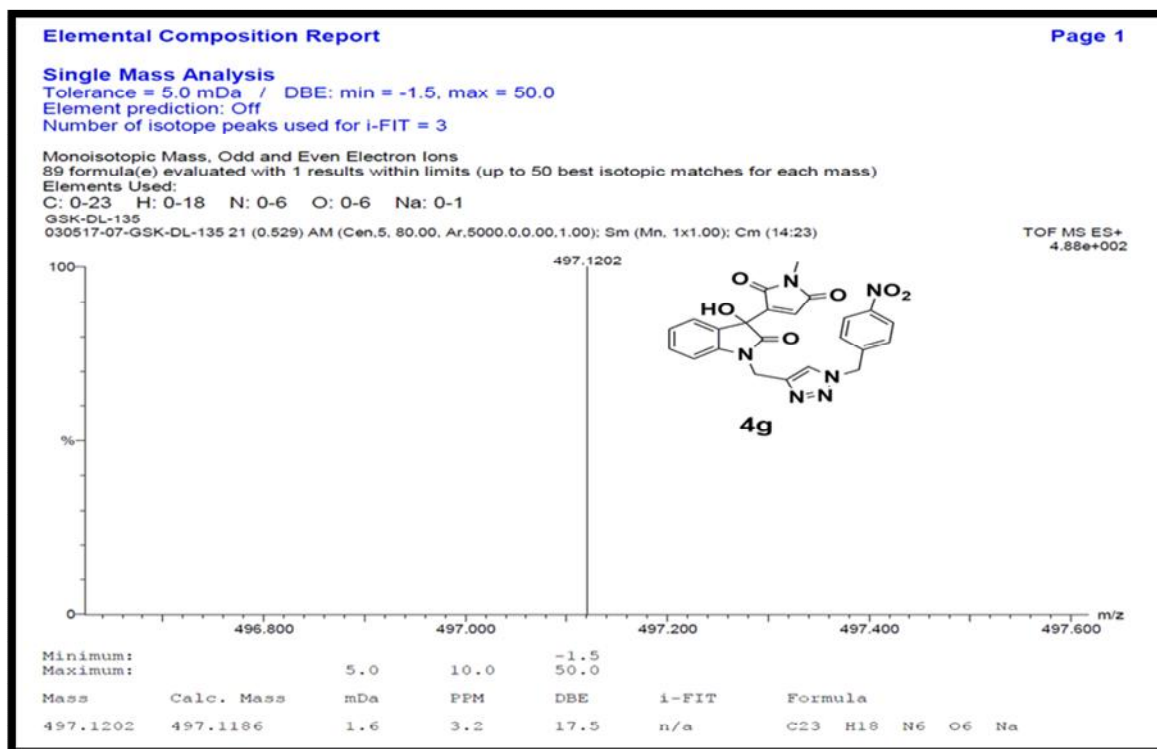 Elemental Composition Report Page 1
Single Mass Analysis
Tolerance = 5.0 mDa / DBE: min = -1.5, max = 50.0
Element prediction: Off
Number of isotope peaks used for i-FIT = 3
Monoisotopic Mass, Odd and Even Electron Ions
89 formula(e) evaluated with 1 results within limits (up to 50 best isotopic matches for each mass)
Elements Used:
C: 0-23 H: 0-18 N: 0-6 O: 0-6 Na: 0-1
GSK-DL-135
030517-07-GSK-DL-135 21 (0.529) AM (Cen,5, 80.00, Ar,5000.0,0.00,1.00); Sm (Mn, 1x1.00); Cm (14:23) TOF MS ES+
4.88e+002
100
497.1202
O N O
NO2
HO
O
N
N
N=N
4g
%
0
496.800 497.000 497.200 497.400 497.600 m/z
Minimum: -1.5
Maximum: 5.0 10.0 50.0
Mass Calc. Mass mDa PPM DBE i-FIT Formula
497.1202 497.1186 1.6 3.2 17.5 n/a C23 H18 N6 O6 Na